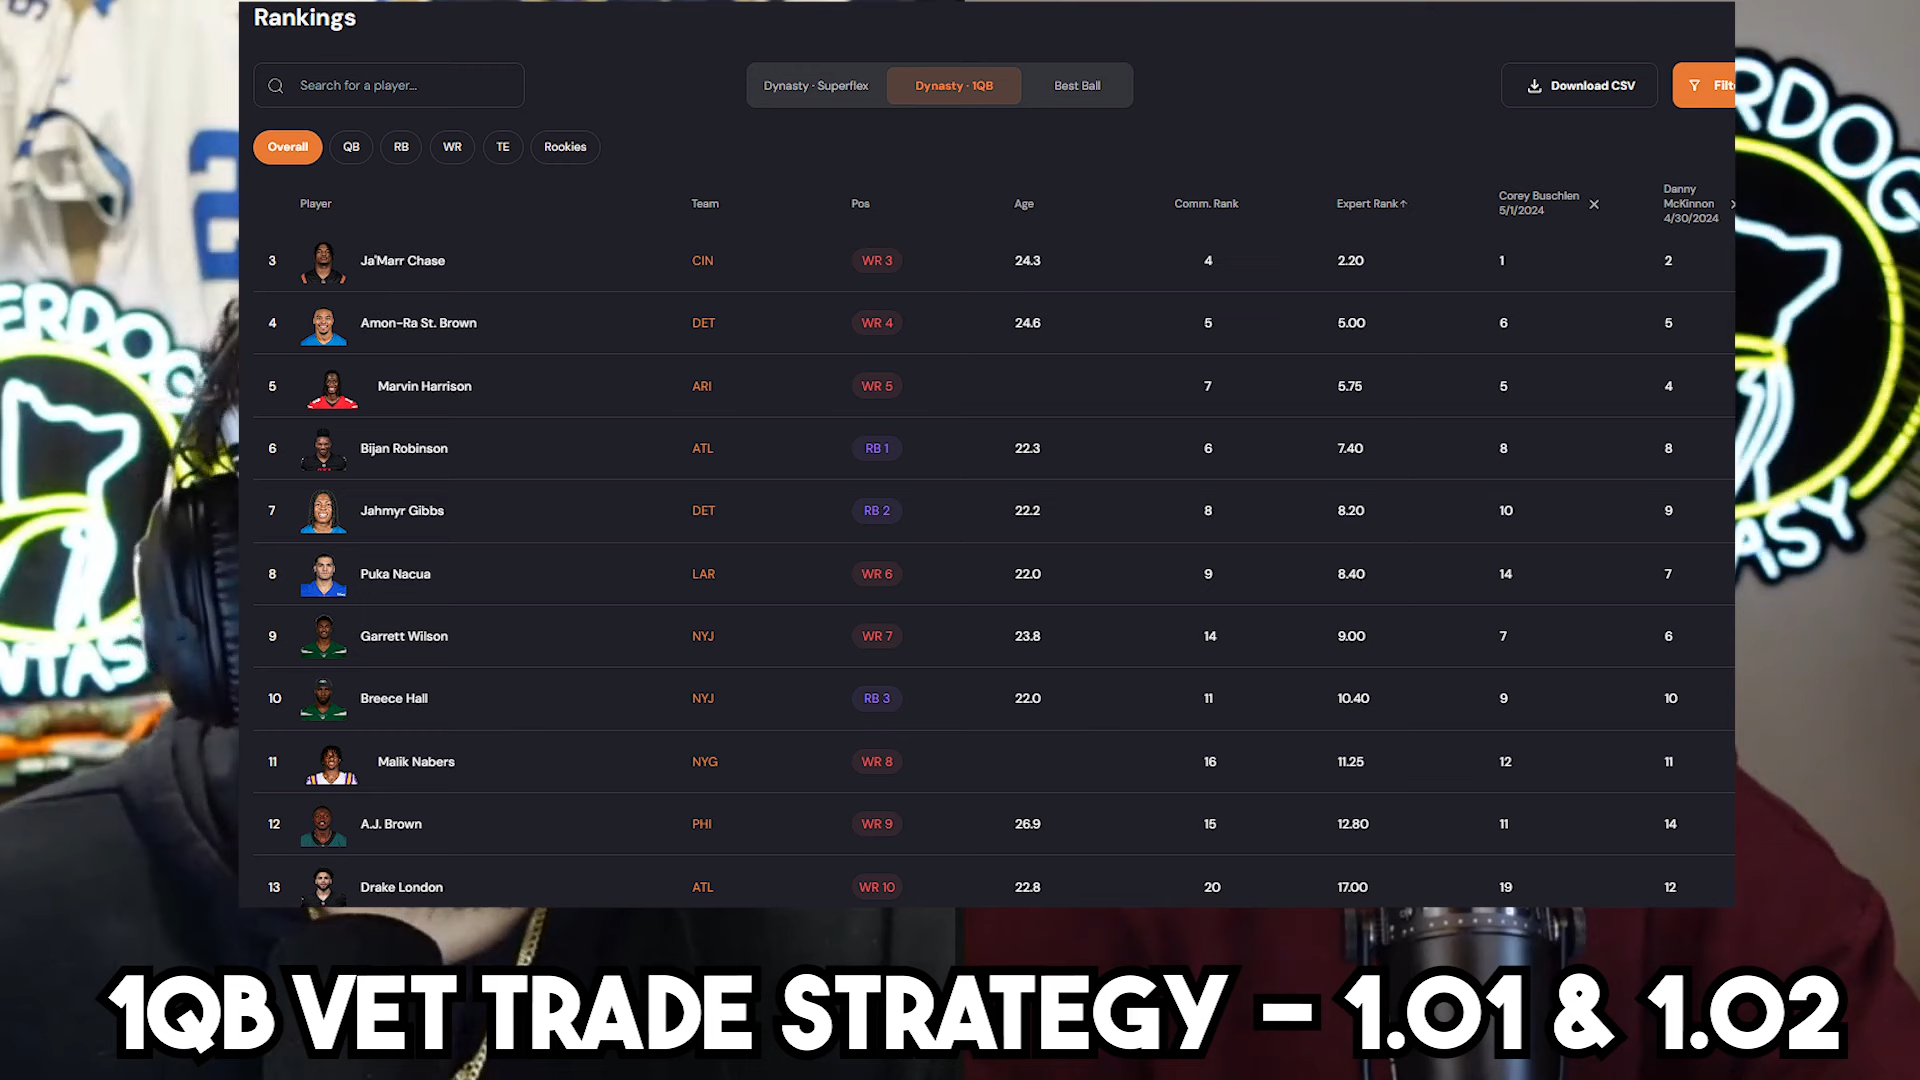 Rankings
Search for a player...
Dynasty · Superflex
Dynasty · 1QB
Best Ball
Download CSV
Overall
QB
RB
WR
TE
Rookies
Player Team Pos Age Comm. Rank Expert Rank↑ Corey Buschlen 5/1/2024 Danny McKinnon 4/30/2024
3 Ja'Marr Chase CIN WR 3 24.3 4 2.20 1 2
4 Amon-Ra St. Brown DET WR 4 24.6 5 5.00 6 5
5 Marvin Harrison ARI WR 5 7 5.75 5 4
6 Bijan Robinson ATL RB 1 22.3 6 7.40 8 8
7 Jahmyr Gibbs DET RB 2 22.2 8 8.20 10 9
8 Puka Nacua LAR WR 6 22.0 9 8.40 14 7
9 Garrett Wilson NYJ WR 7 23.8 14 9.00 7 6
10 Breece Hall NYJ RB 3 22.0 11 10.40 9 10
11 Malik Nabers NYG WR 8 16 11.25 12 11
12 A.J. Brown PHI WR 9 26.9 15 12.80 11 14
13 Drake London ATL WR 10 22.8 20 17.00 19 12
1QB VET TRADE STRATEGY – 1.01 & 1.02